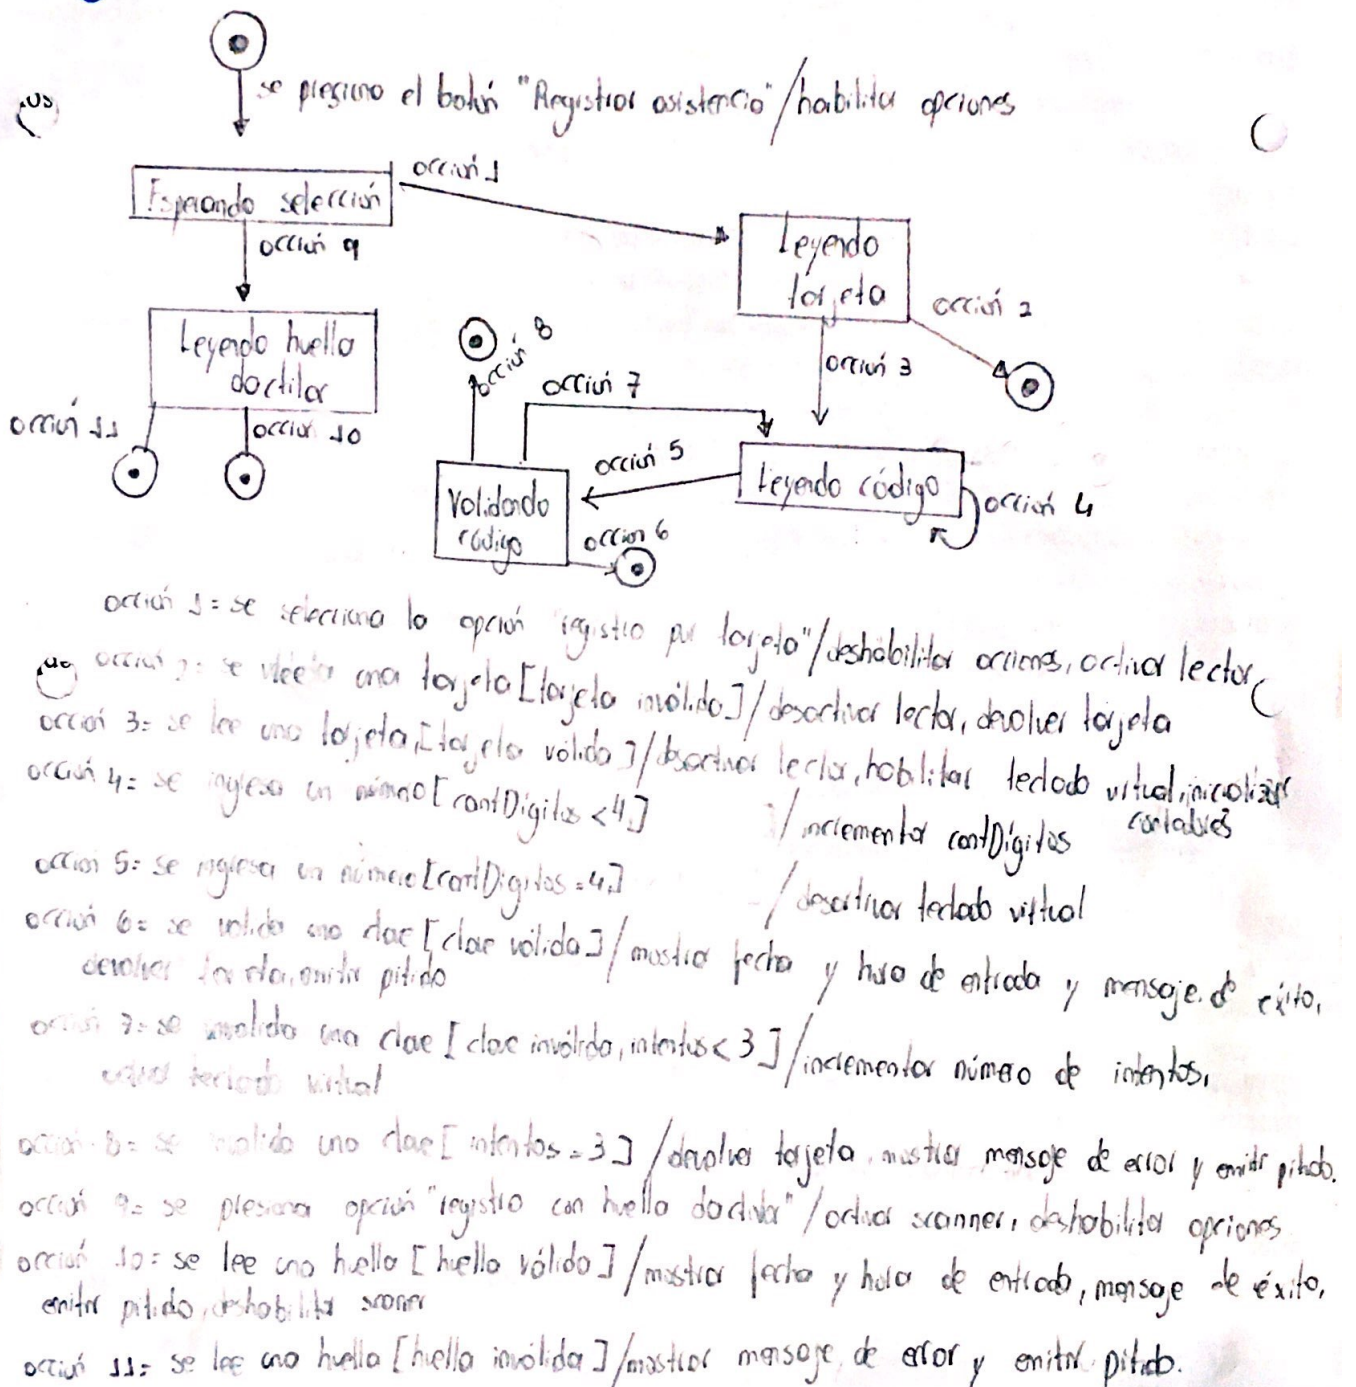 se presiona el botón "Registrar asistencia"/habilitar opciones
acción 1
Esperando selección
acción 9
Leyendo
tarjeta
acción 2
Leyendo huella
dactilar
acción 8
acción 3
acción 7
acción 11
acción 10
acción 5
Leyendo código
acción 4
Validando
código
acción 6
acción 1= se selecciona la opción "registro por tarjeta"/deshabilitar acciones, activar lector
acción 2= se una tarjeta [tarjeta inválida]/desactivar lector, devolver tarjeta
acción 3= se lee una tarjeta, [tarjeta válida]/desactivar lector, habilitar teclado virtual, inicializar
contadores
acción 4= se ingresa un número [contDígitos <4.] / incrementar contDígitos
acción 5= se ingresa un número [contDígitos =4.] / desactivar teclado virtual
acción 6= se valida una clave [clave válida]/mostrar fecha y hora de entrada y mensaje de éxito,
devolver tarjeta, emitir pitido
acción 7= se invalida una clave [clave inválida, intentos < 3]/incrementar número de intentos,
teclado virtual
acción 8= se invalida una clave [intentos = 3]/devolver tarjeta, mostrar mensaje de error y emitir pitido.
acción 9= se presiona opción "registro con huella dactilar"/activar scanner, deshabilitar opciones
acción 10= se lee una huella [huella válida]/mostrar fecha y hora de entrada, mensaje de éxito,
emitir pitido, deshabilitar scanner
acción 11= se lee una huella [huella inválida]/mostrar mensaje de error y emitir pitido.